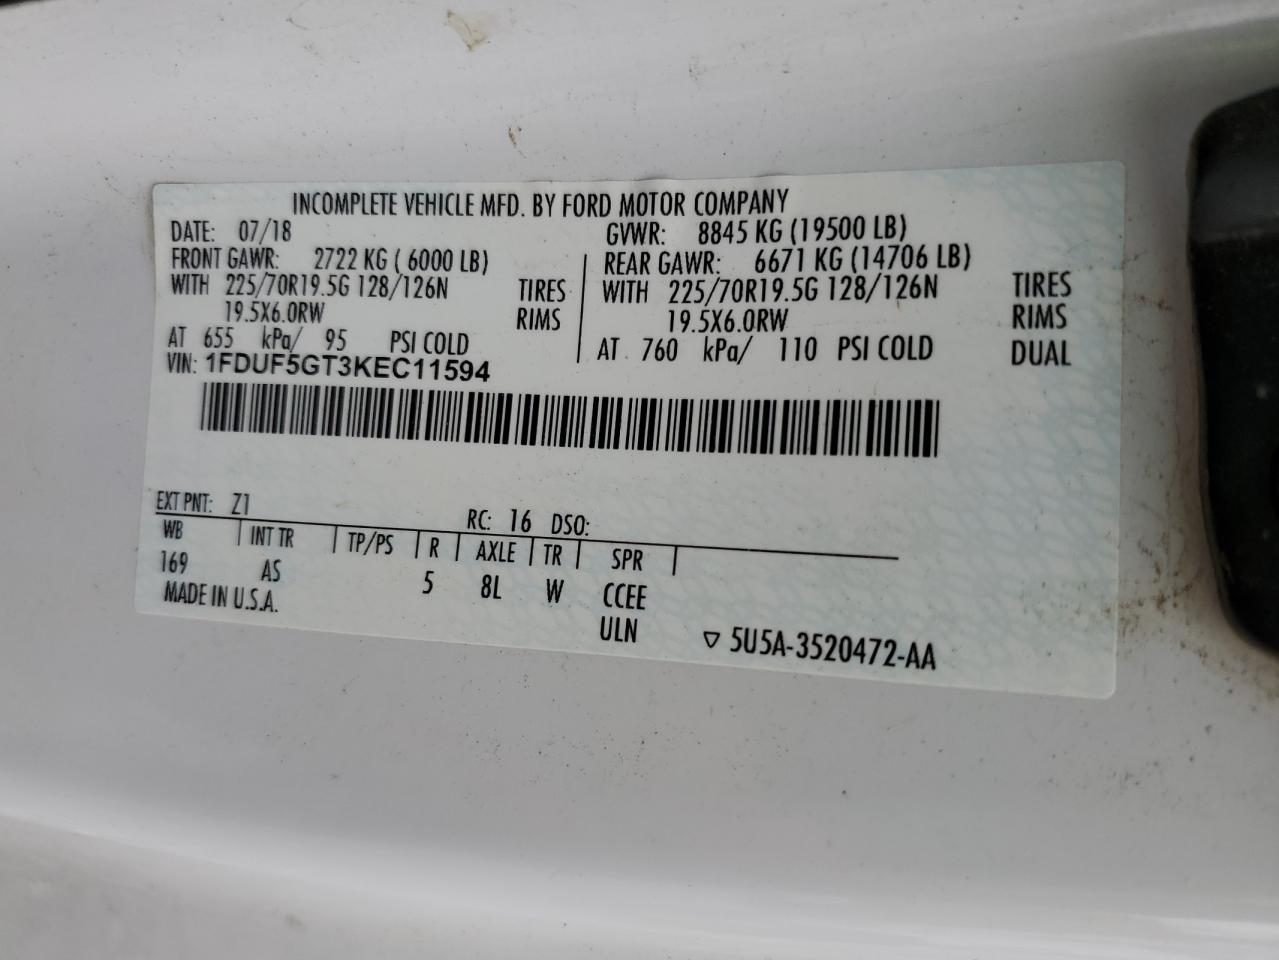 INCOMPLETE VEHICLE MFD. BY FORD MOTOR COMPANY
DATE: 07/18 GVWR: 8845 KG (19500 LB)
FRONT GAWR: 2722 KG ( 6000 LB) REAR GAWR: 6671 KG (14706 LB)
WITH 225/70R19.5G 128/126N TIRES WITH 225/70R19.5G 128/126N TIRES
19.5X6.0RW RIMS 19.5X6.0RW RIMS
AT 655 kPa/ 95 PSI COLD AT 760 kPa/ 110 PSI COLD DUAL
VIN: 1FDUF5GT3KEC11594
EXT PNT: Z1 RC: 16 DSO:
WB INT TR TP/PS R AXLE TR SPR
169 AS 5 8L W CCEE
MADE IN U.S.A. ULN 5U5A-3520472-AA